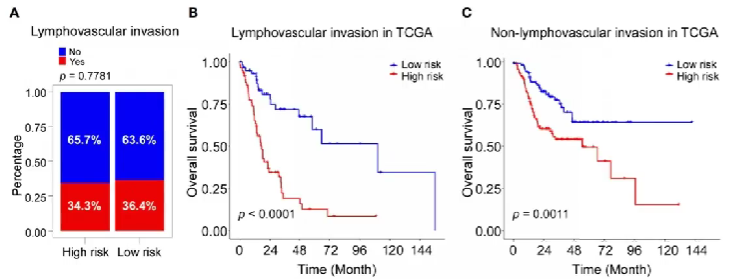 A
Lymphovascular invasion
No
Yes
p = 0.7781
Percentage
1.00
0.75
0.50
0.25
0.00
65.7%
63.6%
34.3%
36.4%
High risk
Low risk
B
Lymphovascular invasion in TCGA
Low risk
High risk
Overall survival
1.00
0.75
0.50
0.25
0.00
p < 0.0001
0 24 48 72 96 120 144
Time (Month)
C
Non-lymphovascular invasion in TCGA
Low risk
High risk
Overall survival
1.00
0.75
0.50
0.25
0.00
p = 0.0011
0 24 48 72 96 120 144
Time (Month)